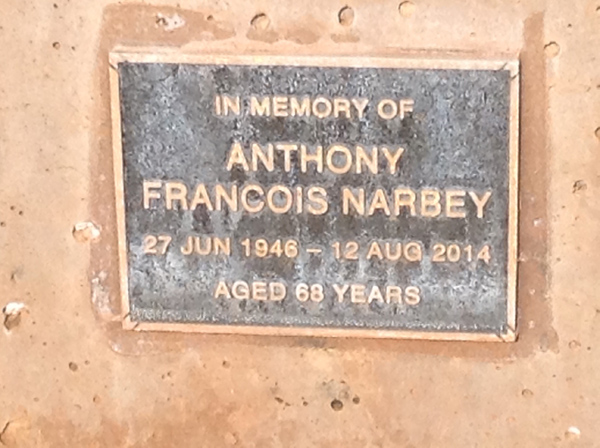 IN MEMORY OF
ANTHONY
FRANCOIS NARBEY
27 JUN 1946 – 12 AUG 2014
AGED 68 YEARS